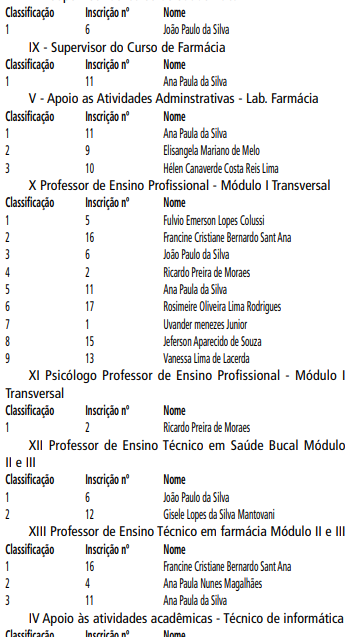 Classificação Inscrição nº Nome
1 6 João Paulo da Silva
IX - Supervisor do Curso de Farmácia
Classificação Inscrição nº Nome
1 11 Ana Paula da Silva
V - Apoio as Atividades Adminstrativas - Lab. Farmácia
Classificação Inscrição nº Nome
1 11 Ana Paula da Silva
2 9 Elisangela Mariano de Melo
3 10 Hélen Canaverde Costa Reis Lima
X Professor de Ensino Profissional - Módulo I Transversal
Classificação Inscrição nº Nome
1 5 Fulvio Emerson Lopes Colussi
2 16 Francine Cristiane Bernardo Sant Ana
3 6 João Paulo da Silva
4 2 Ricardo Preira de Moraes
5 11 Ana Paula da Silva
6 17 Rosimeire Oliveira Lima Rodrigues
7 1 Uvander menezes Junior
8 15 Jeferson Aparecido de Souza
9 13 Vanessa Lima de Lacerda
XI Psicólogo Professor de Ensino Profissional - Módulo I
Transversal
Classificação Inscrição nº Nome
1 2 Ricardo Preira de Moraes
XII Professor de Ensino Técnico em Saúde Bucal Módulo
II e III
Classificação Inscrição nº Nome
1 6 João Paulo da Silva
2 12 Gisele Lopes da Silva Mantovani
XIII Professor de Ensino Técnico em farmácia Módulo II e III
Classificação Inscrição nº Nome
1 16 Francine Cristiane Bernardo Sant Ana
2 4 Ana Paula Nunes Magalhães
3 11 Ana Paula da Silva
IV Apoio às atividades acadêmicas - Técnico de informática
Classificação Inscrição nº Nome